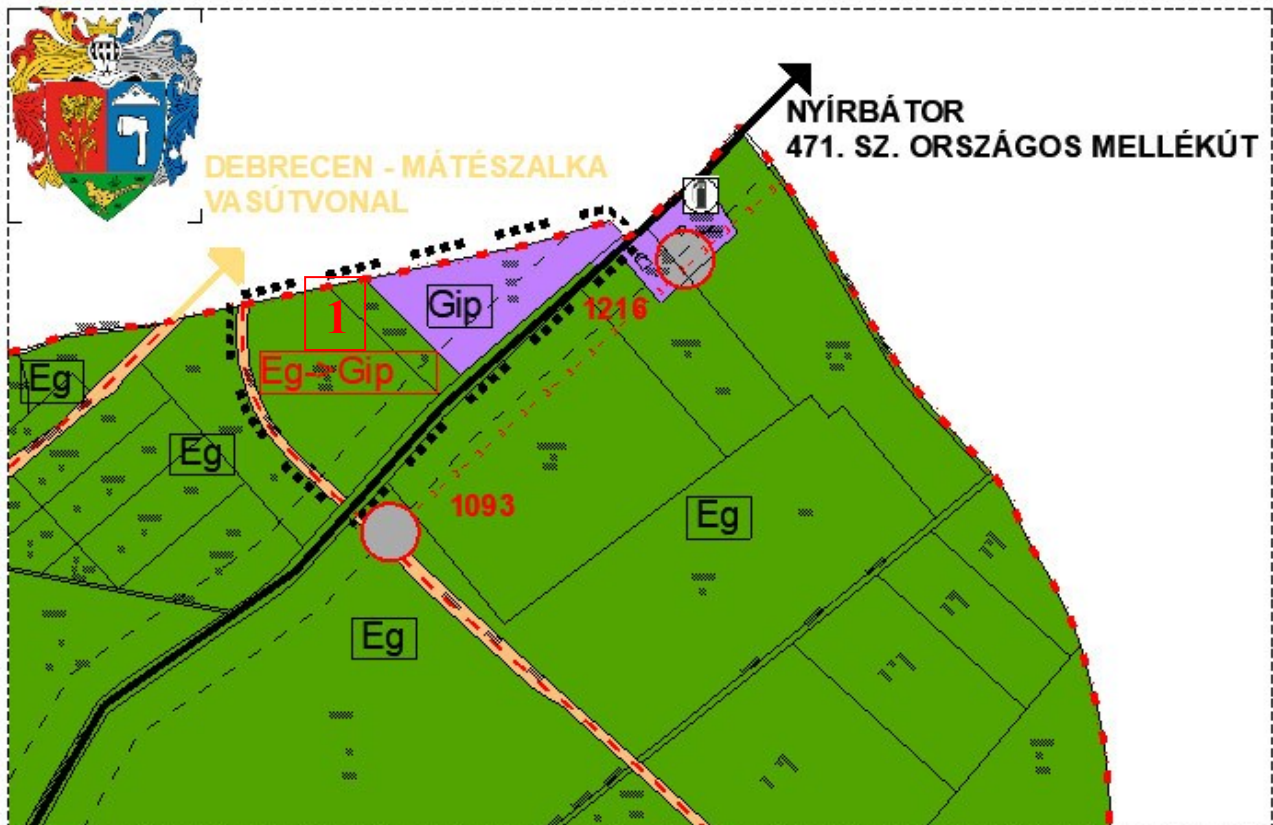 NYÍRBÁTOR
471. SZ. ORSZÁGOS MELLÉKÚT
DEBRECEN - MÁTÉSZALKA
VASÚTVONAL
1
Gip
1216
Eg->Gip
Eg
Eg
1093
Eg
Eg